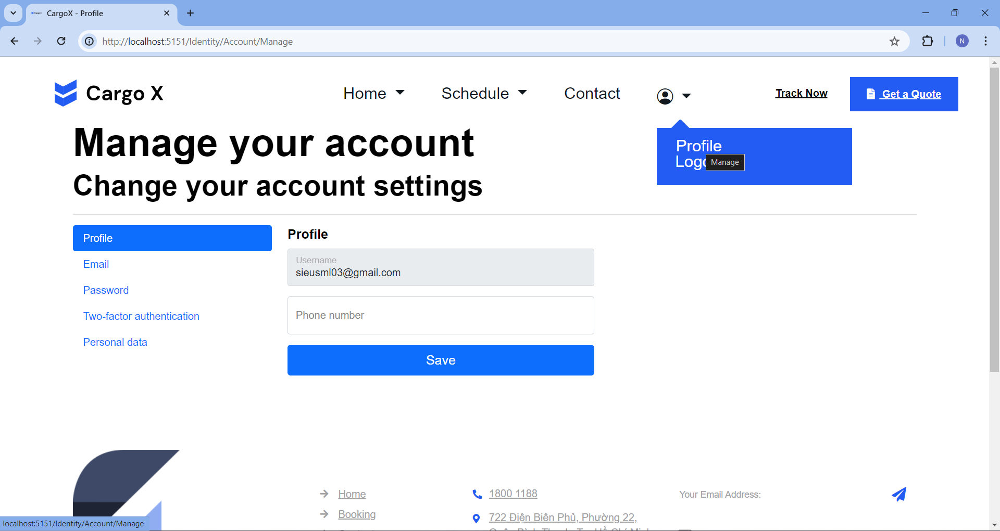 CargoX - Profile
http://localhost:5151/Identity/Account/Manage
N
Cargo X
Home
Schedule
Contact
Track Now
Get a Quote
Profile
Manage
Manage your account
Change your account settings
Profile
Email
Password
Two-factor authentication
Personal data
Profile
Username
sieusml03@gmail.com
Phone number
Save
Home
Booking
1800 1188
722 Điện Biên Phủ, Phường 22,
Your Email Address:
localhost:5151/Identity/Account/Manage